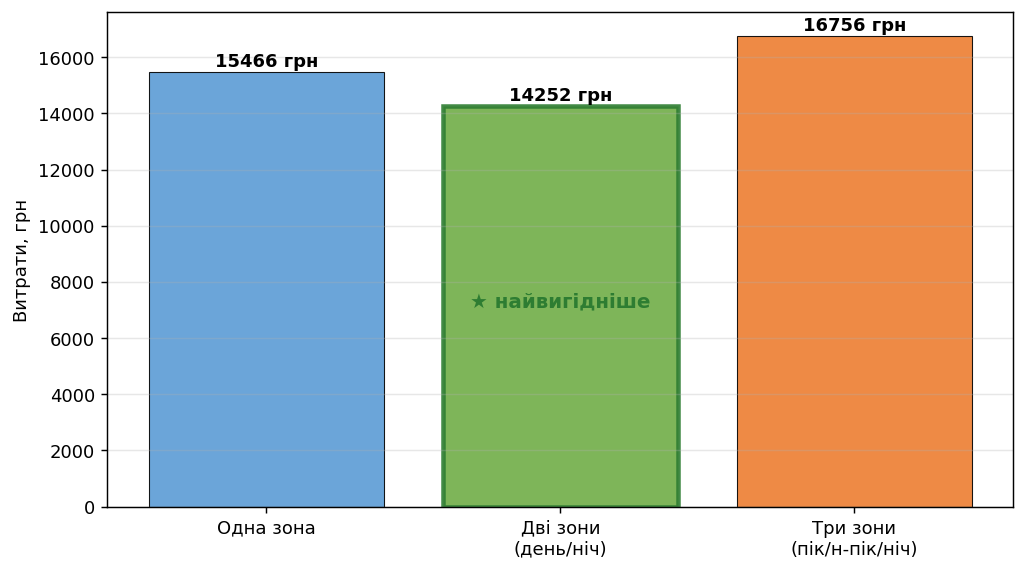 16756 грн
15466 грн
14252 грн
16000
14000
12000
10000
8000
6000
4000
2000
0
Витрати, грн
★ найвигідніше
Одна зона
Дві зони
(день/ніч)
Три зони
(пік/н-пік/ніч)